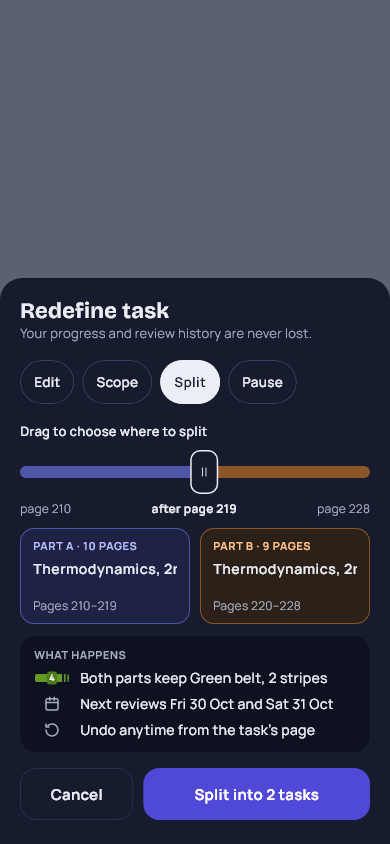 Redefine task
Your progress and review history are never lost.
Edit
Scope
Split
Pause
Drag to choose where to split
page 210
after page 219
page 228
PART A · 10 PAGES
Thermodynamics, 2
Pages 210–219
PART B · 9 PAGES
Thermodynamics, 2
Pages 220–228
WHAT HAPPENS
4
Both parts keep Green belt, 2 stripes
Next reviews Fri 30 Oct and Sat 31 Oct
Undo anytime from the task's page
Cancel
Split into 2 tasks